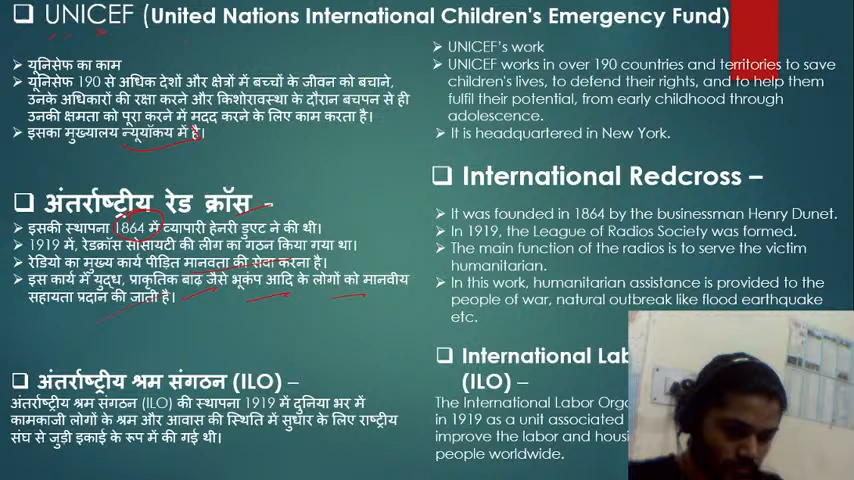 UNICEF (United Nations International Children's Emergency Fund)
यूनिसेफ का काम
यूनिसेफ 190 से अधिक देशों और क्षेत्रों में बच्चों के जीवन को बचाने,
उनके अधिकारों की रक्षा करने और किशोरावस्था के दौरान बचपन से ही
उनकी क्षमता को पूरा करने में मदद करने के लिए काम करता है।
इसका मुख्यालय न्यूयॉकय में है।
अंतर्राष्ट्रीय रेड क्रॉस -
इसकी स्थापना 1864 में व्यापारी हेनरी डुएट ने की थी।
1919 में, रेडक्रॉस सोसायटी की लीग का गठन किया गया था।
रेडियो का मुख्य कार्य पीड़ित मानवता की सेवा करना है।
इस कार्य में युद्ध, प्राकृतिक बाढ़ जैसे भूकंप आदि के लोगों को मानवीय
सहायता प्रदान की जाती है।
अंतर्राष्ट्रीय श्रम संगठन (ILO) –
अंतर्राष्ट्रीय श्रम संगठन (ILO) की स्थापना 1919 में दुनिया भर में
कामकाजी लोगों के श्रम और आवास की स्थिति में सुधार के लिए राष्ट्रीय
संघ से जुड़ी इकाई के रूप में की गई थी।
UNICEF's work
UNICEF works in over 190 countries and territories to save
children's lives, to defend their rights, and to help them
fulfil their potential, from early childhood through
adolescence.
It is headquartered in New York.
International Redcross –
It was founded in 1864 by the businessman Henry Dunet.
In 1919, the League of Radios Society was formed.
The main function of the radios is to serve the victim
humanitarian.
In this work, humanitarian assistance is provided to the
people of war, natural outbreak like flood earthquake
etc.
International
(ILO) –
The International Labor
in 1919 as a unit associated
improve the labor and
people worldwide.